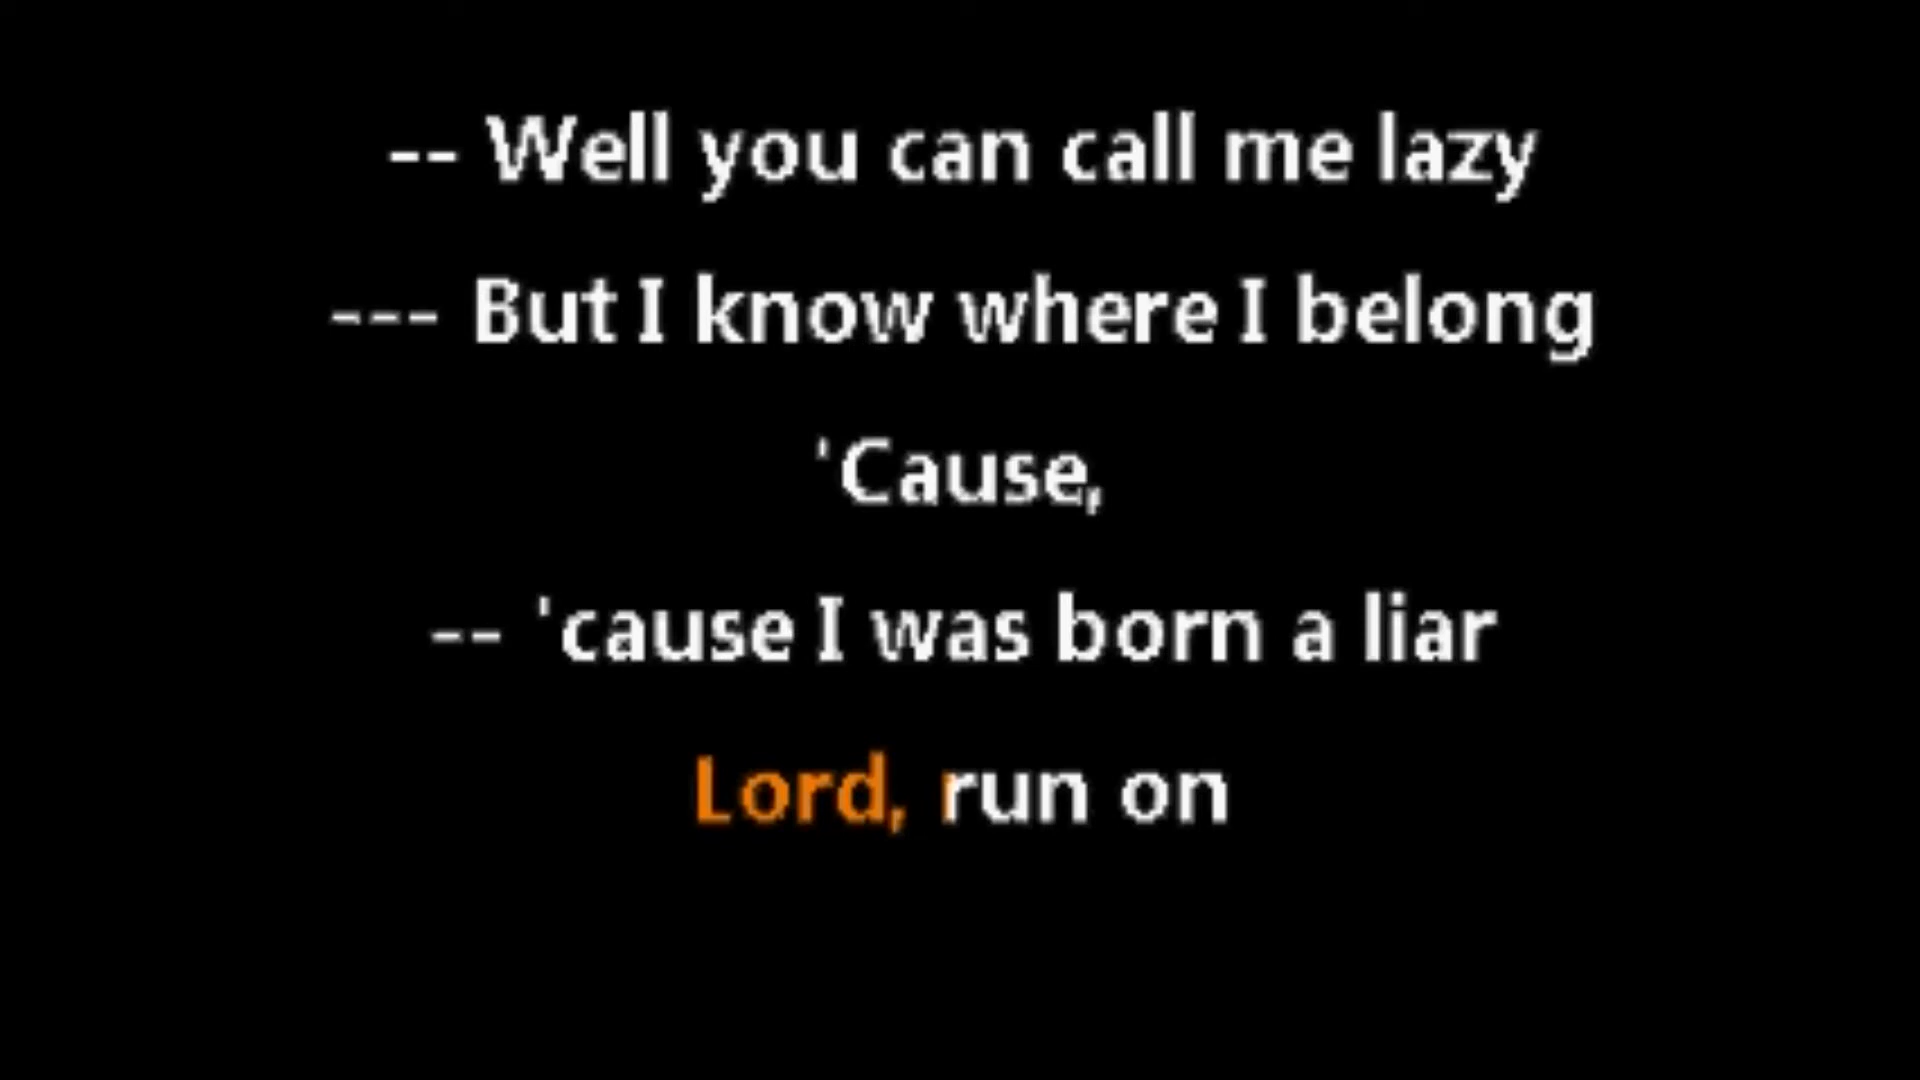 -- Well you can call me lazy
--- But I know where I belong
'Cause,
-- 'cause I was born a liar
Lord, run on